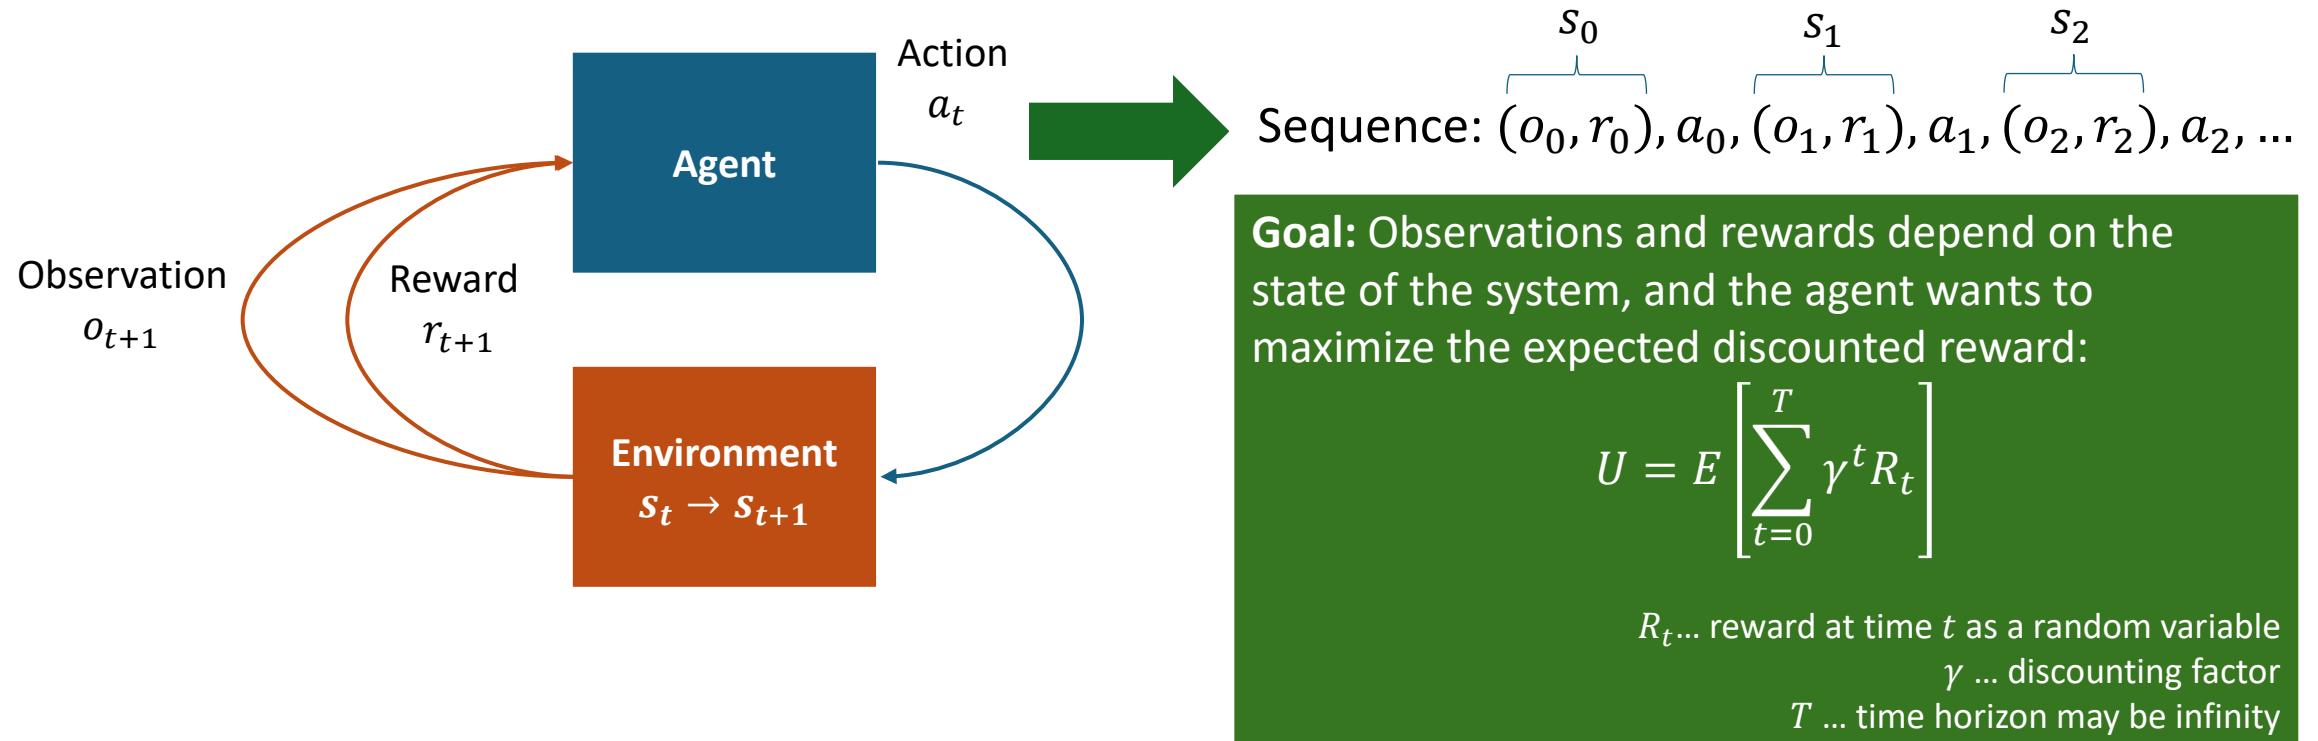 Action
a_t
Agent
Observation
o_{t+1}
Reward
r_{t+1}
Environment
s_t → s_{t+1}
s_0 s_1 s_2
Sequence: (o_0, r_0), a_0, (o_1, r_1), a_1, (o_2, r_2), a_2, …
Goal: Observations and rewards depend on the
state of the system, and the agent wants to
maximize the expected discounted reward:
U = E [∑_{t=0}^{T} γ^t R_t]
R_t… reward at time t as a random variable
γ … discounting factor
T … time horizon may be infinity